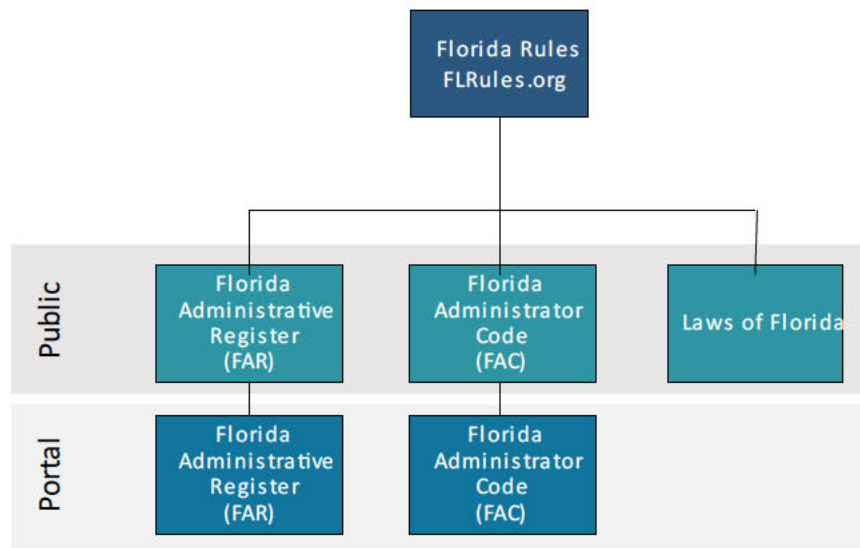 Florida Rules
FLRules.org
Public
Florida
Administrative
Register
(FAR)
Florida
Administrator
Code
(FAC)
Laws of Florida
Portal
Florida
Administrative
Register
(FAR)
Florida
Administrator
Code
(FAC)